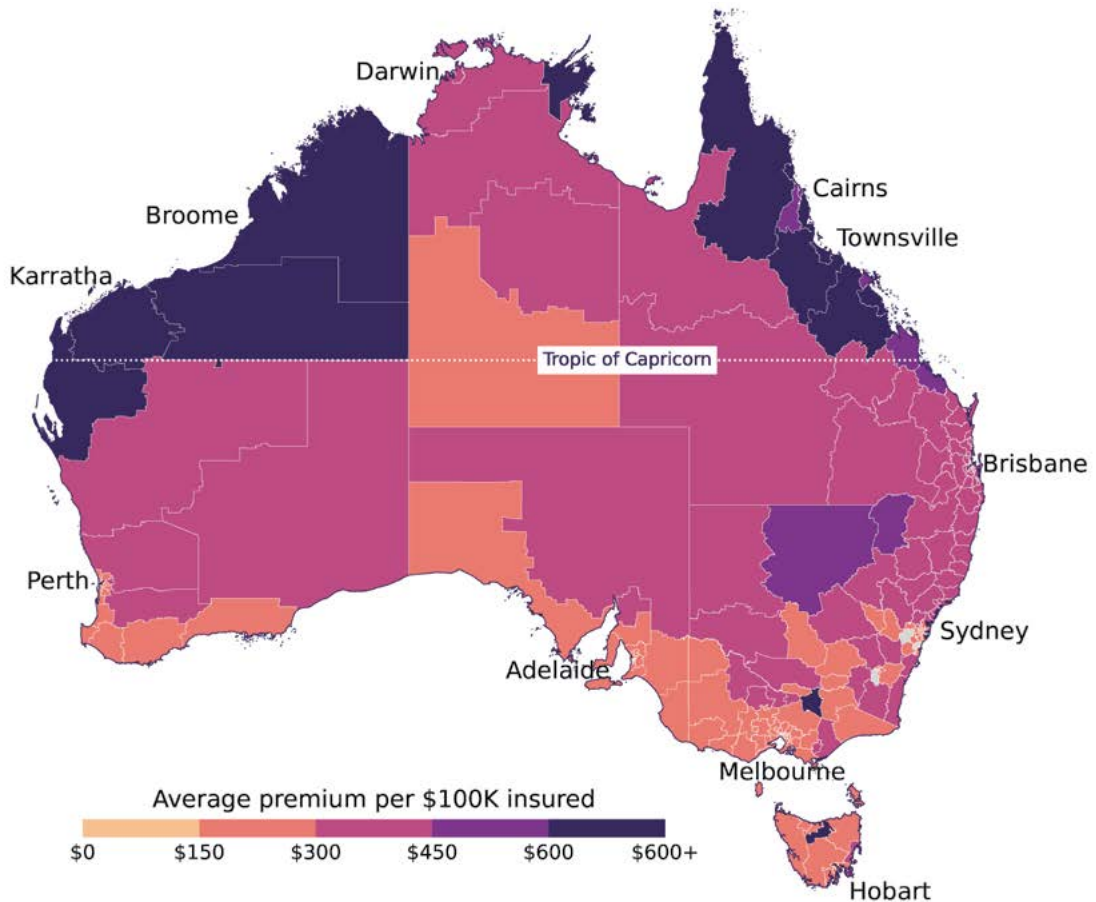 Darwin
Cairns
Broome
Townsville
Karratha
Tropic of Capricorn
Brisbane
Perth
Sydney
Adelaide
Melbourne
Average premium per $100K insured
$0 $150 $300 $450 $600 $600+
Hobart